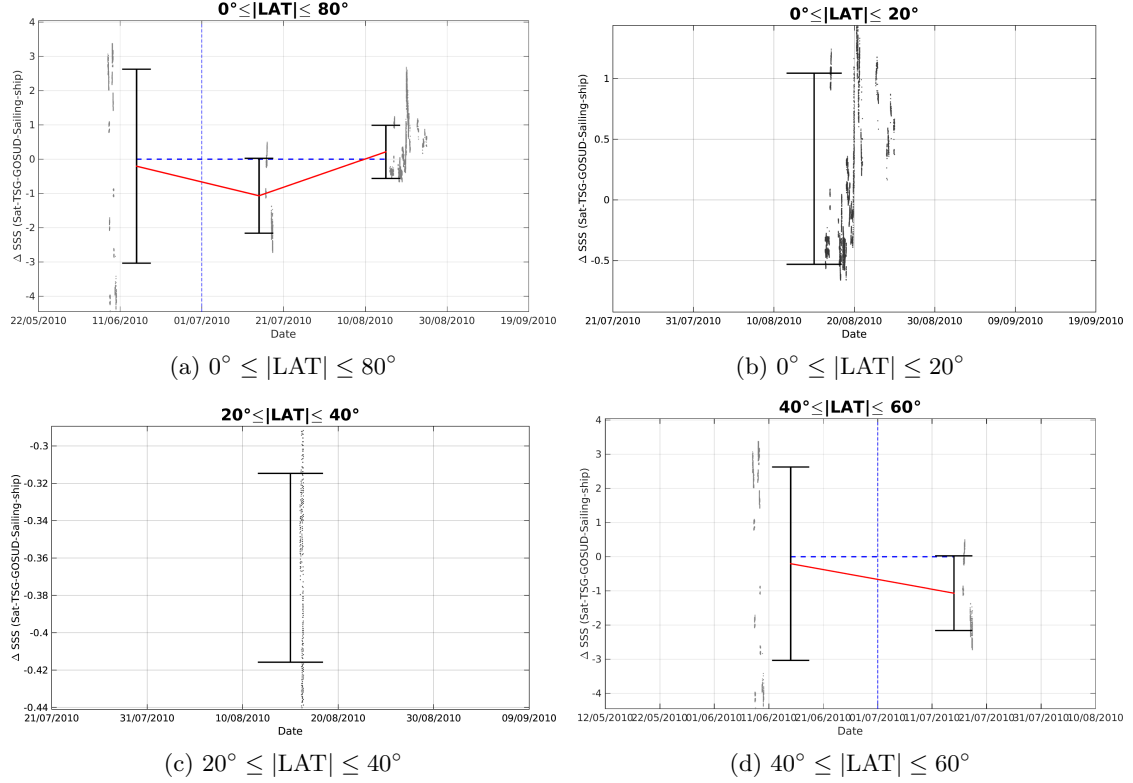 0°≤|LAT|≤ 80°
Δ SSS (Sat-TSG-GOSUD-Sailing-ship)
4
3
2
1
0
-1
-2
-3
-4
22/05/2010 11/06/2010 01/07/2010 21/07/2010 10/08/2010 30/08/2010 19/09/2010
Date
(a) 0° ≤ |LAT| ≤ 80°
0°≤|LAT|≤ 20°
Δ SSS (Sat-TSG-GOSUD-Sailing-ship)
1
0.5
0
-0.5
21/07/2010 31/07/2010 10/08/2010 20/08/2010 30/08/2010 09/09/2010 19/09/2010
Date
(b) 0° ≤ |LAT| ≤ 20°
20°≤|LAT|≤ 40°
Δ SSS (Sat-TSG-GOSUD-Sailing-ship)
-0.3
-0.32
-0.34
-0.36
-0.38
-0.4
-0.42
-0.44
21/07/2010 31/07/2010 10/08/2010 20/08/2010 30/08/2010 09/09/2010
Date
(c) 20° ≤ |LAT| ≤ 40°
40°≤|LAT|≤ 60°
Δ SSS (Sat-TSG-GOSUD-Sailing-ship)
4
3
2
1
0
-1
-2
-3
-4
12/05/2010 22/05/2010 01/06/2010 11/06/2010 21/06/2010 01/07/2010 11/07/2010 21/07/2010 31/07/2010 10/08/2010
Date
(d) 40° ≤ |LAT| ≤ 60°